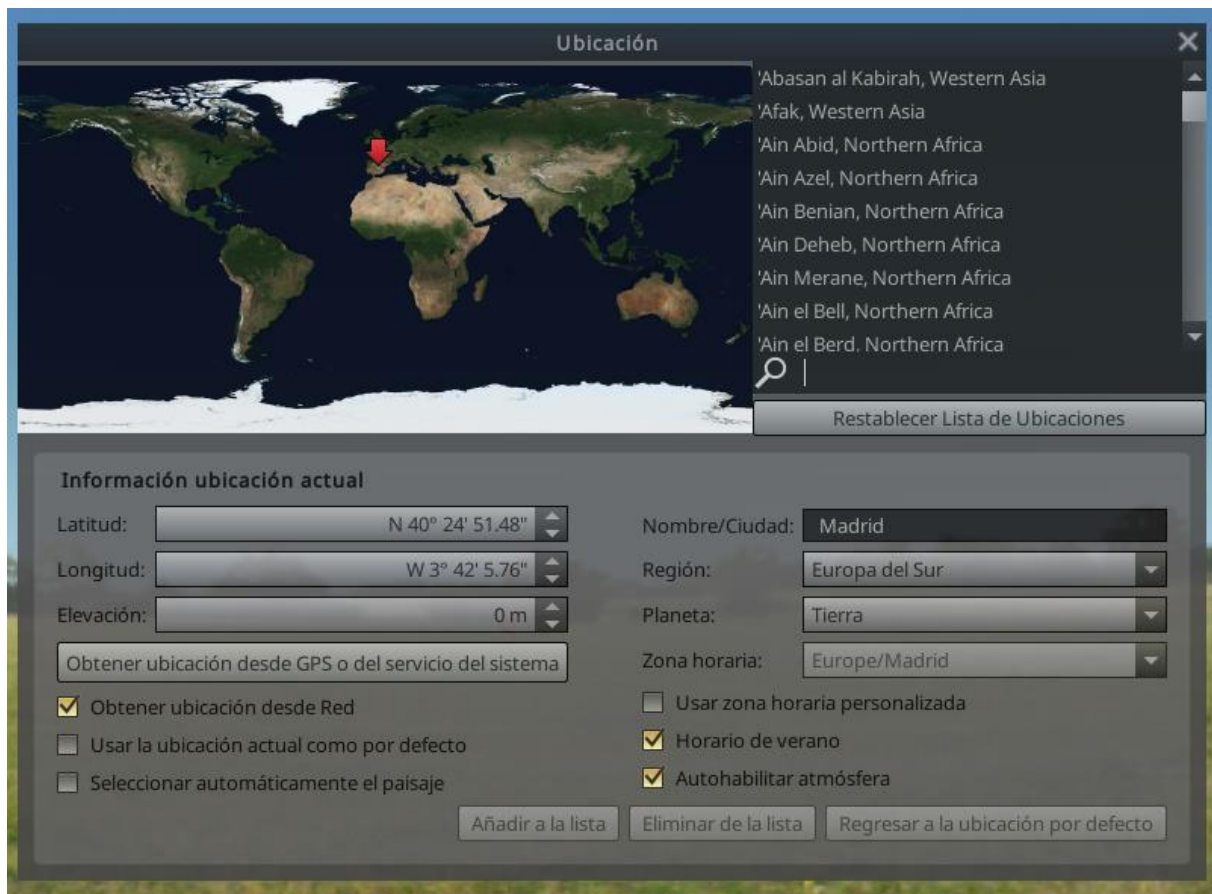 Ubicación
'Abasan al Kabirah, Western Asia
'Afak, Western Asia
'Ain Abid, Northern Africa
'Ain Azel, Northern Africa
'Ain Benian, Northern Africa
'Ain Deheb, Northern Africa
'Ain Merane, Northern Africa
'Ain el Bell, Northern Africa
'Ain el Berd. Northern Africa
Restablecer Lista de Ubicaciones
Información ubicación actual
Latitud: N 40° 24' 51.48"
Longitud: W 3° 42' 5.76"
Elevación: 0 m
Obtener ubicación desde GPS o del servicio del sistema
Obtener ubicación desde Red
Usar la ubicación actual como por defecto
Seleccionar automáticamente el paisaje
Nombre/Ciudad: Madrid
Región: Europa del Sur
Planeta: Tierra
Zona horaria: Europe/Madrid
Usar zona horaria personalizada
Horario de verano
Autohabilitar atmósfera
Añadir a la lista
Eliminar de la lista
Regresar a la ubicación por defecto